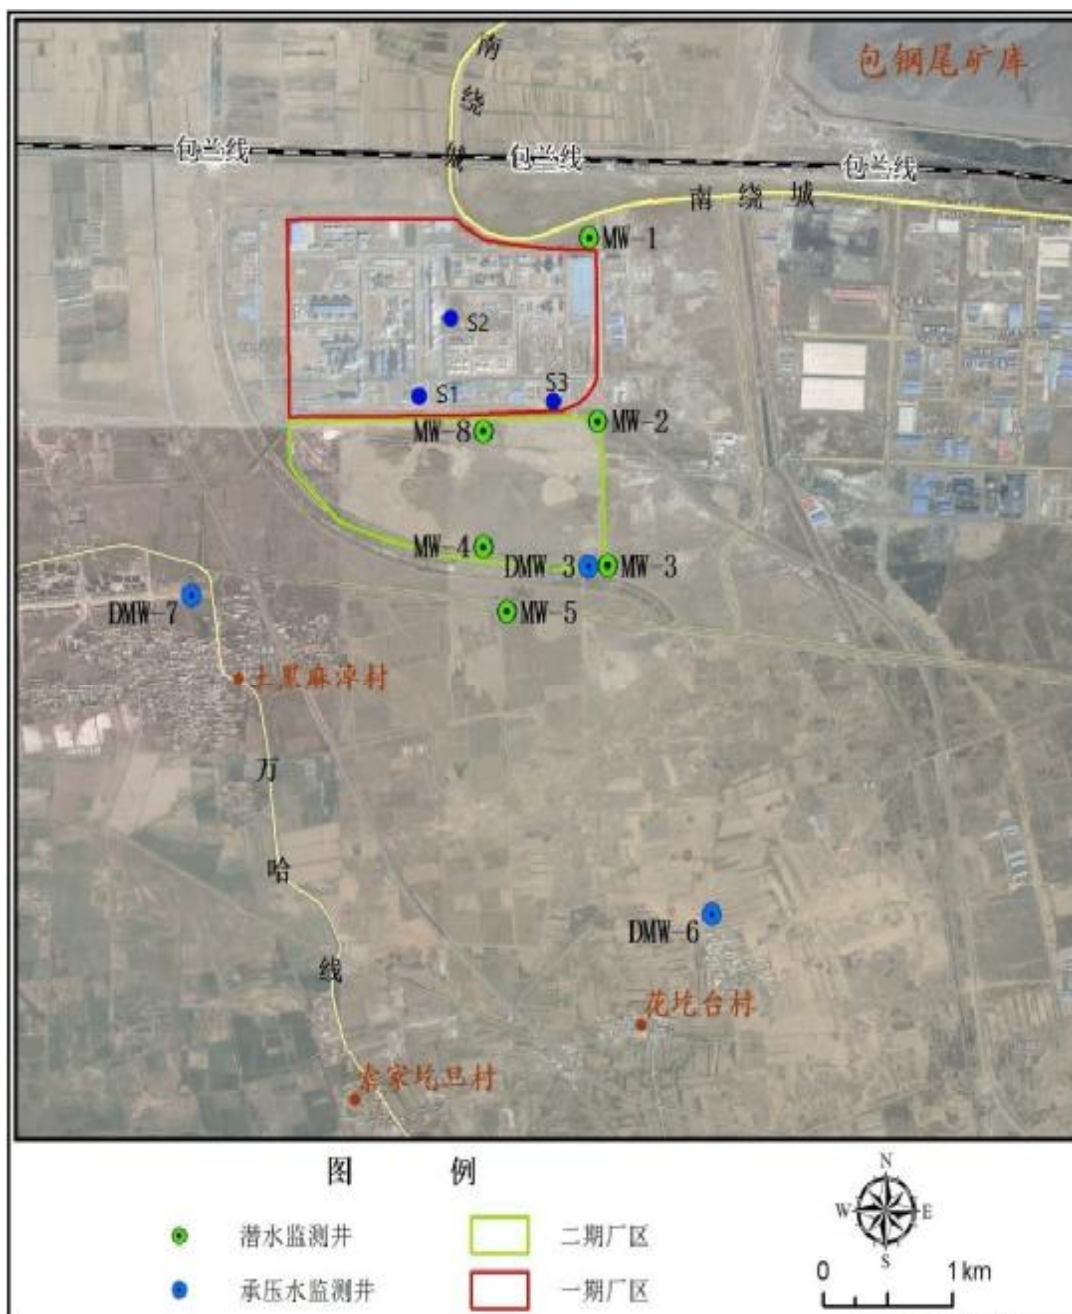 包钢尾矿库
南
绕
城
包兰线
包兰线
包兰线
南绕城
MW-1
S2
S1
S3
MW-8
MW-2
MW-4
DMW-3
MW-3
DMW-7
MW-5
土黑麻淖村
万
哈
线
DMW-6
花圪台村
秦家圪旦村
图例
潜水监测井
二期厂区
承压水监测井
一期厂区
N
W
E
S
0
1km